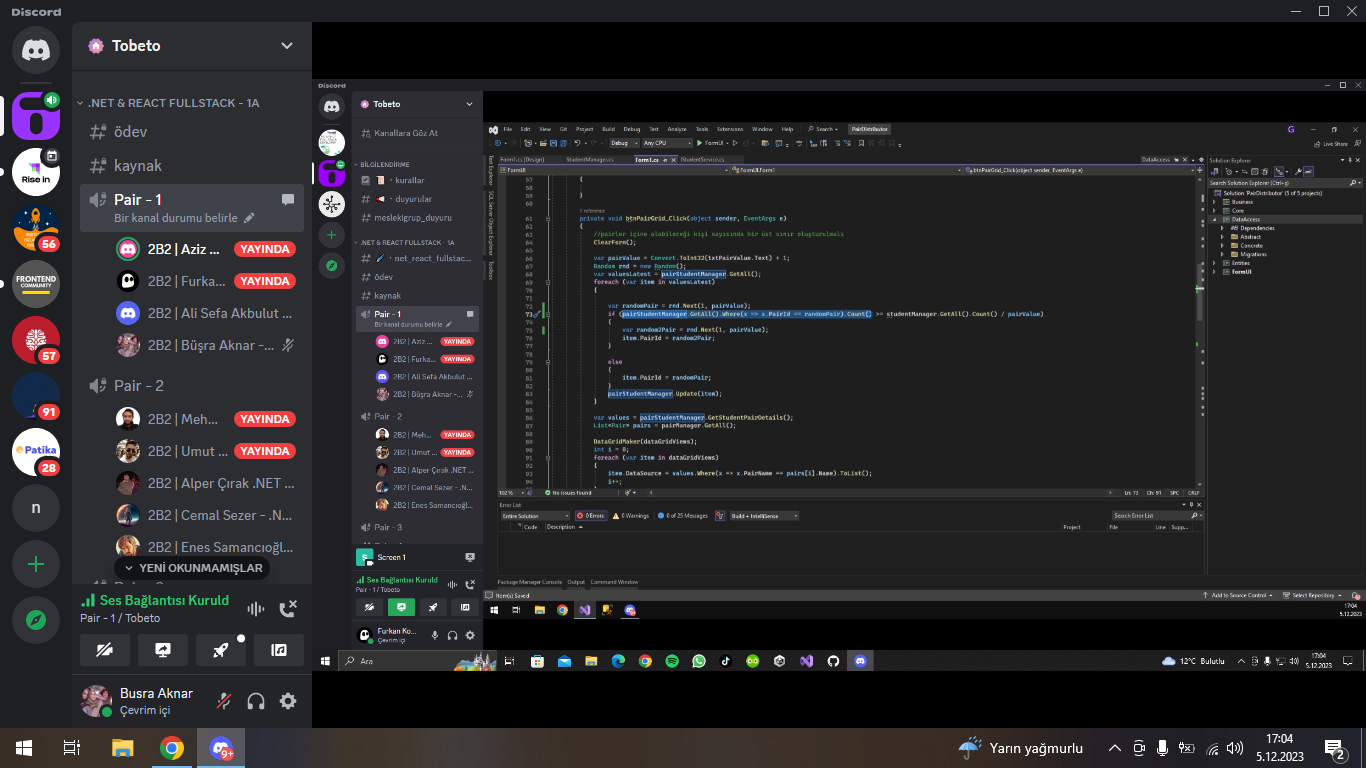 Discord
Tobeto
.NET & REACT FULLSTACK - 1A
ödev
kaynak
Pair - 1
Bir kanal durumu belirle
2B2 | Aziz ... YAYINDA
2B2 | Furka... YAYINDA
2B2 | Ali Sefa Akbulut ...
2B2 | Büşra Aknar -...
Pair - 2
2B2 | Meh... YAYINDA
2B2 | Umut ... YAYINDA
2B2 | Alper Çırak .NET ...
2B2 | Cemal Sezer - .N...
2B2 | Enes Samancıoğl...
YENİ OKUNMAMIŞLAR
Rise in
56
FRONTEND
COMMUNITY
57
91
Patika
28
n
Ses Bağlantısı Kuruld
Pair - 1 / Tobeto
Busra Aknar
Çevrim içi
Discord
Tobeto
Kanallara Göz At
BİLGİLENDİRME
kurallar
duyurular
meslekigrup_duyuru
.NET & REACT FULLSTACK - 1A
net_react_fullstac...
ödev
kaynak
Pair - 1
Bir kanal durumu belirle
2B2 | Aziz ... YAYINDA
2B2 | Furka... YAYINDA
2B2 | Ali Sefa Akbulut ...
2B2 | Büşra Aknar -...
Pair - 2
2B2 | Meh... YAYINDA
2B2 | Umut ... YAYINDA
2B2 | Alper Çırak .NET ...
2B2 | Cemal Sezer - .N...
2B2 | Enes Samancıoğl...
Pair - 3
Screen 1
Ses Bağlantısı Kuruld
Pair - 1 / Tobeto
Furkan Ko...
Çevrim içi
File Edit View Git Project Build Debug Test Analyze Tools Extensions Window Help Search PairDistributor
Debug Any CPU FormUI Live Share
Form1.cs [Design] StudentManager.cs Form1.cs IStudentService.cs DataAccess
FormUI FormUI.Form1 btnPairGrid_Click(object sender, EventArgs e)
Test Explorer SQL Server Object Explorer Toolbox
57 {
58
59 }
60
1 reference
61 private void btnPairGrid_Click(object sender, EventArgs e)
62 {
63 //pairler içine alabileceği kişi sayısında bir üst sınır oluşturulmalı
64 ClearForm();
65
66 var pairValue = Convert.ToInt32(txtPairValue.Text) + 1;
67 Random rnd = new Random();
68 var valuesLatest = pairStudentManager.GetAll();
69 foreach (var item in valuesLatest)
70 {
71
72 var randomPair = rnd.Next(1, pairValue);
73 if (pairStudentManager.GetAll().Where(x => x.PairId == randomPair).Count() >= studentManager.GetAll().Count() / pairValue)
74 {
75 var random2Pair = rnd.Next(1, pairValue);
76 item.PairId = random2Pair;
77 }
78
79 else
80 {
81 item.PairId = randomPair;
82 }
83 pairStudentManager.Update(item);
84 }
85
86 var values = pairStudentManager.GetStudentPairDetails();
87 List<Pair> pairs = pairManager.GetAll();
88
89 DataGridMaker(dataGridViews);
90 int i = 0;
91 foreach (var item in dataGridViews)
92 {
93 item.DataSource = values.Where(x => x.PairName == pairs[i].Name).ToList();
94 i++;
102 % No issues found Ln: 73 Ch: 91 SPC CRLF
Error List
Entire Solution 0 Errors 0 Warnings 0 of 25 Messages Build + IntelliSense Search Error List
Code Description Project File Line Supp...
Package Manager Console Output Command Window
Item(s) Saved Add to Source Control Select Repository
Solution Explorer
Search Solution Explorer (Ctrl+ç)
Solution 'PairDistributor' (5 of 5 projects)
Business
Core
DataAccess
Dependencies
Abstract
Concrete
Migrations
Entities
FormUI
17:04
5.12.2023
Ara
12°C Bulutlu
17:04
5.12.2023
9+
Yarın yağmurlu
17:04
5.12.2023
2